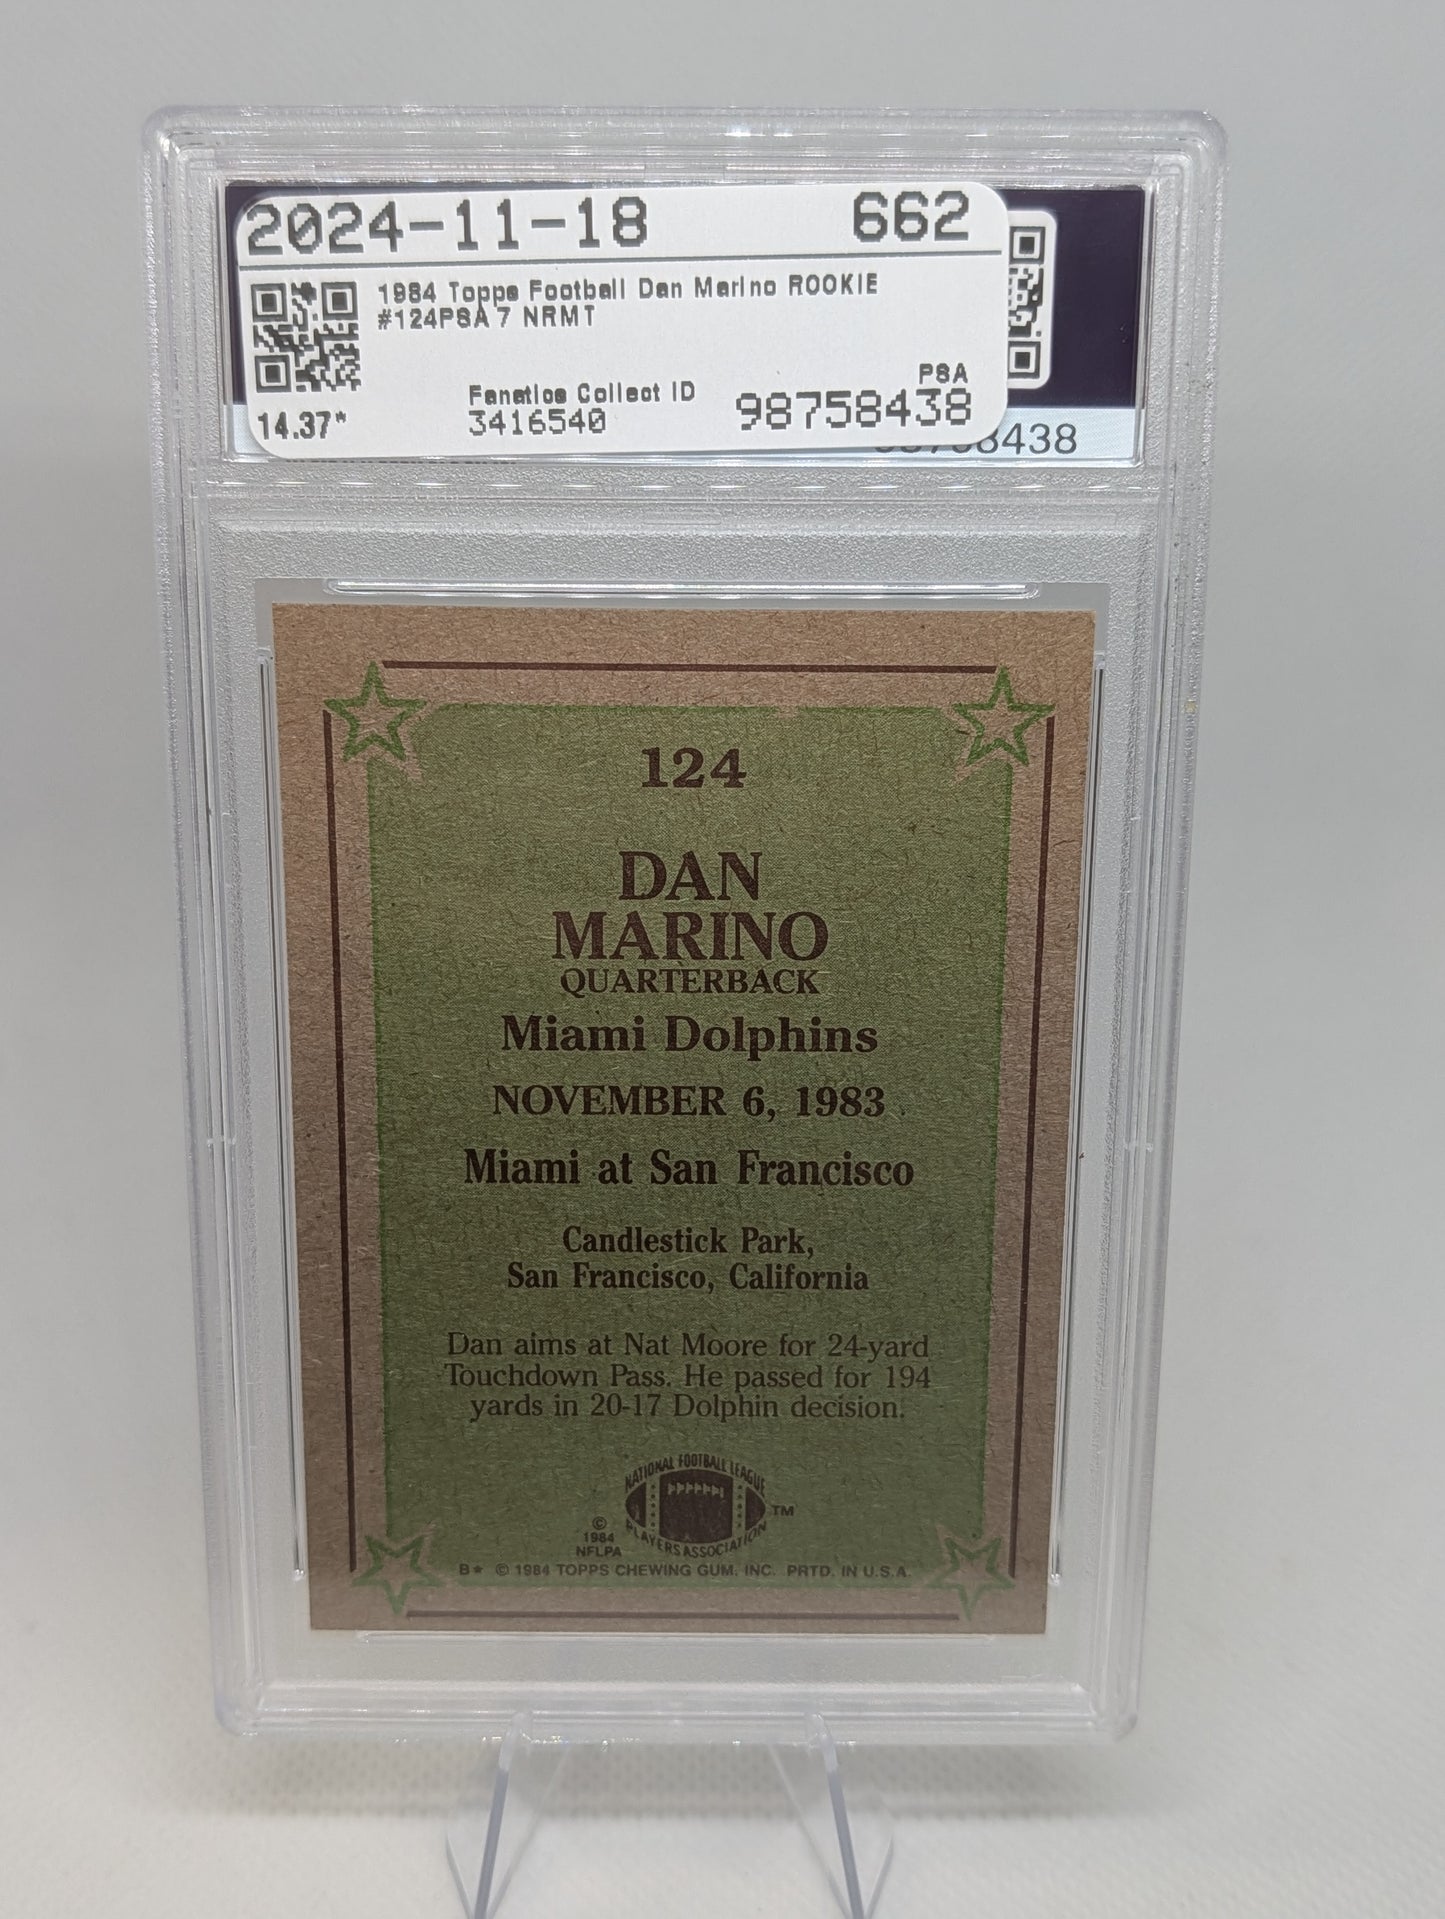 2024-11-18 662
1984 Topps Football Dan Marino ROOKIE
#124PSA 7 NRMT
PSA
Fanatics Collect ID
14.37* 3416540 98758438
8438
124
DAN
MARINO
QUARTERBACK
Miami Dolphins
NOVEMBER 6, 1983
Miami at San Francisco
Candlestick Park,
San Francisco, California
Dan aims at Nat Moore for 24-yard
Touchdown Pass. He passed for 194
yards in 20-17 Dolphin decision.
NATIONAL FOOTBALL LEAGUE
PLAYERS ASSOCIATION
TM
©
1984
NFLPA
B* © 1984 TOPPS CHEWING GUM, INC. PRTD. IN U.S.A.